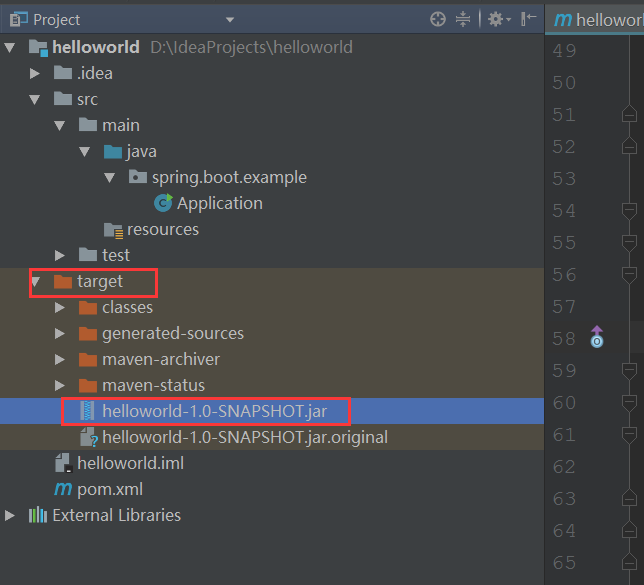 Project
helloworld D:\IdeaProjects\helloworld
.idea
src
main
java
spring.boot.example
Application
resources
test
target
classes
generated-sources
maven-archiver
maven-status
helloworld-1.0-SNAPSHOT.jar
helloworld-1.0-SNAPSHOT.jar.original
helloworld.iml
m pom.xml
External Libraries
m helloworl
49
50
51
52
53
54
55
56
57
58
59
60
61
62
63
64
65